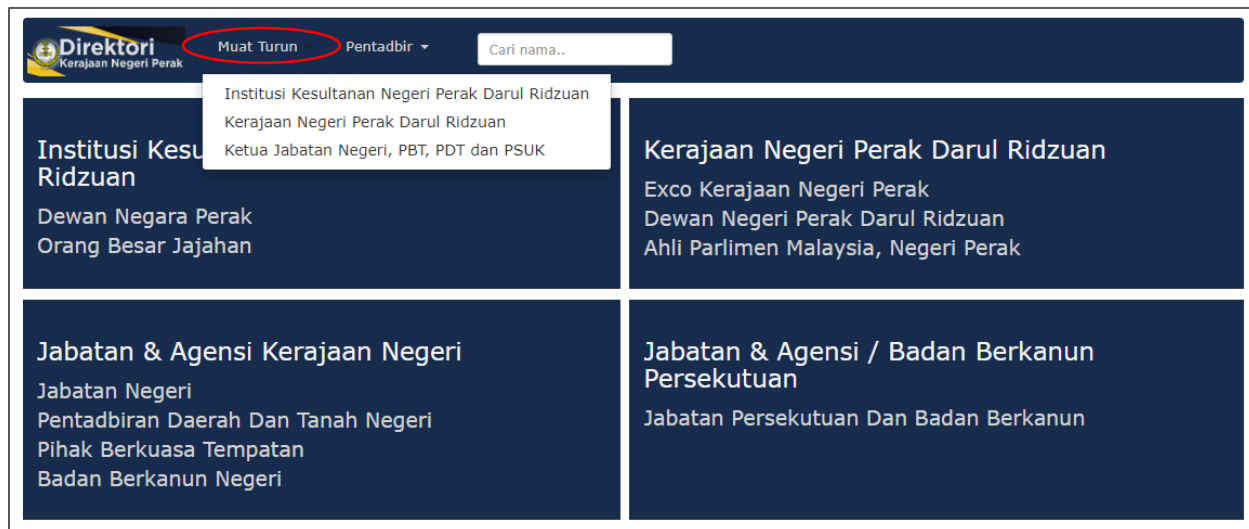 Direktori
Kerajaan Negeri Perak
Muat Turun
Pentadbir
Cari nama..
Institusi Kesultanan Negeri Perak Darul Ridzuan
Kerajaan Negeri Perak Darul Ridzuan
Ketua Jabatan Negeri, PBT, PDT dan PSUK
Institusi Kesu
Ridzuan
Dewan Negara Perak
Orang Besar Jajahan
Kerajaan Negeri Perak Darul Ridzuan
Exco Kerajaan Negeri Perak
Dewan Negeri Perak Darul Ridzuan
Ahli Parlimen Malaysia, Negeri Perak
Jabatan & Agensi Kerajaan Negeri
Jabatan Negeri
Pentadbiran Daerah Dan Tanah Negeri
Pihak Berkuasa Tempatan
Badan Berkanun Negeri
Jabatan & Agensi / Badan Berkanun
Persekutuan
Jabatan Persekutuan Dan Badan Berkanun